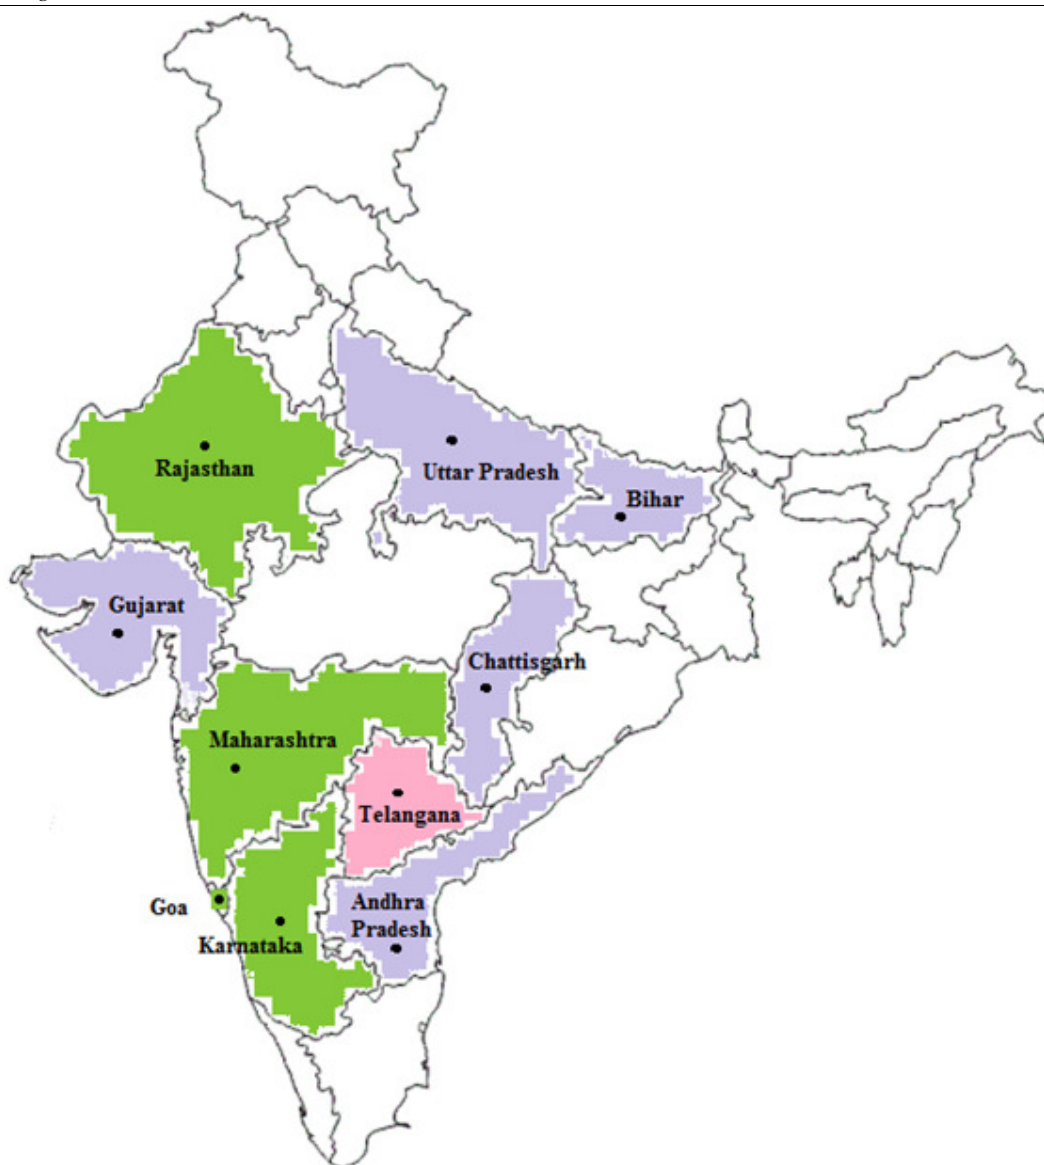 Rajasthan
Uttar Pradesh
Bihar
Gujarat
Chattisgarh
Maharashtra
Telangana
Goa
Andhra
Pradesh
Karnataka